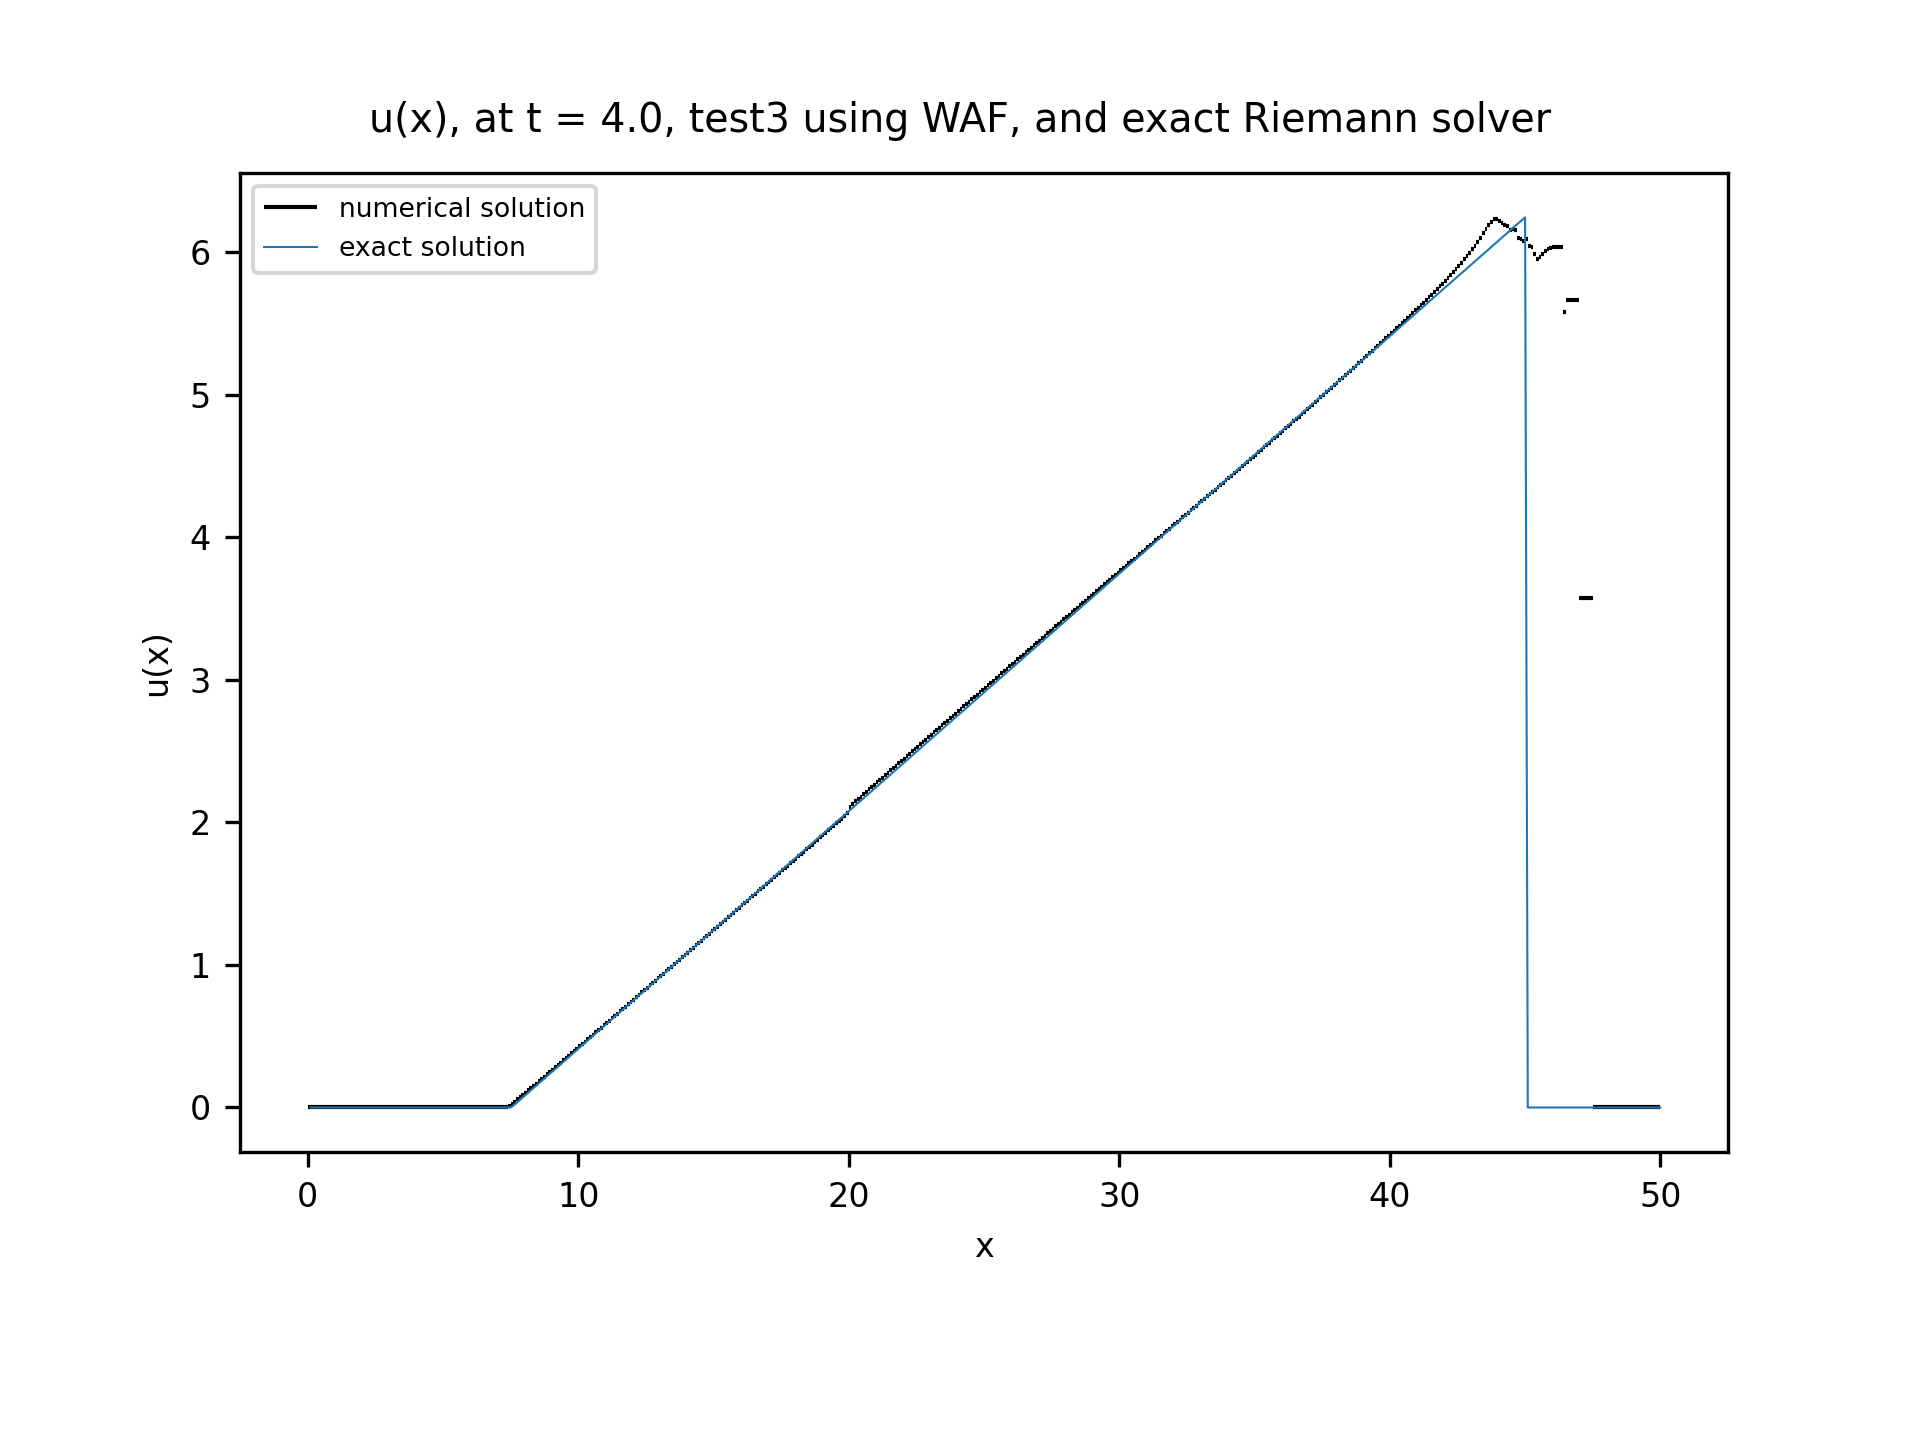 u(x), at t = 4.0, test3 using WAF, and exact Riemann solver
numerical solution
exact solution
6
5
4
3
2
1
0
u(x)
0 10 20 30 40 50
x